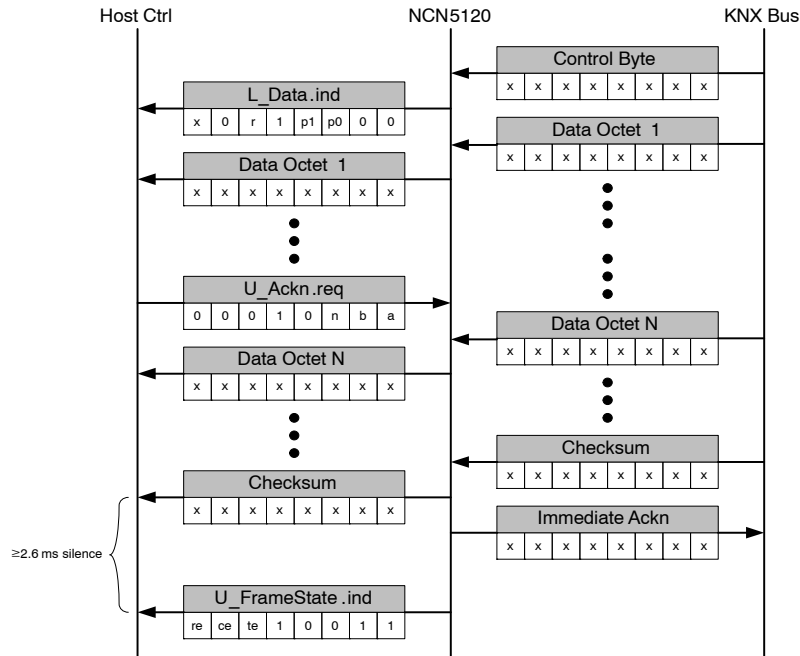 Host Ctrl NCN5120 KNX Bus
Control Byte
x x x x x x x x
L_Data.ind
x 0 r 1 p1 p0 0 0
Data Octet 1
x x x x x x x x
Data Octet 1
x x x x x x x x
U_Ackn.req
0 0 0 1 0 n b a
Data Octet N
x x x x x x x x
Data Octet N
x x x x x x x x
Checksum
x x x x x x x x
Checksum
x x x x x x x x
Immediate Ackn
x x x x x x x x
≥2.6 ms silence
U_FrameState .ind
re ce te 1 0 0 1 1